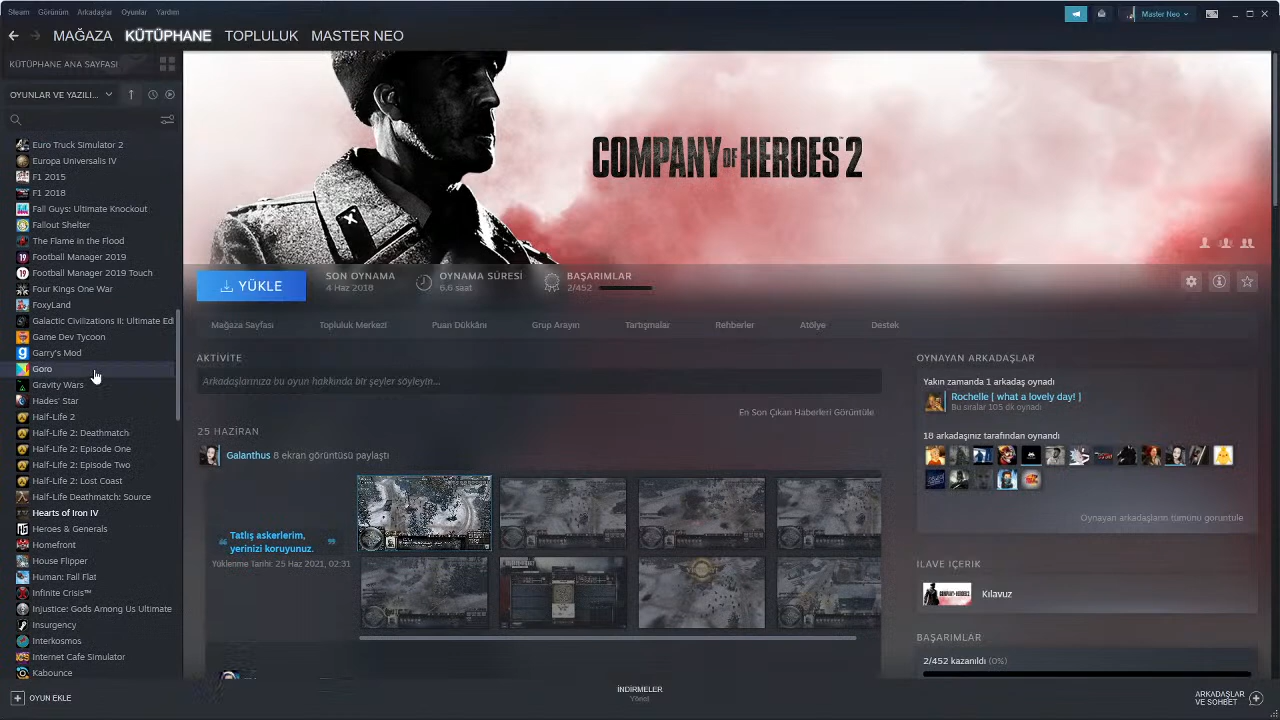 Steam Görünüm Arkadaşlar Oyunlar Yardım
Master Neo
MAĞAZA KÜTÜPHANE TOPLULUK MASTER NEO
KÜTÜPHANE ANA SAYFASI
OYUNLAR VE YAZILI...
Euro Truck Simulator 2
Europa Universalis IV
F1 2015
F1 2018
Fall Guys: Ultimate Knockout
Fallout Shelter
The Flame in the Flood
Football Manager 2019
Football Manager 2019 Touch
Four Kings One War
FoxyLand
Galactic Civilizations II: Ultimate Edi
Game Dev Tycoon
Garry's Mod
Goro
Gravity Wars
Hades' Star
Half-Life 2
Half-Life 2: Deathmatch
Half-Life 2: Episode One
Half-Life 2: Episode Two
Half-Life 2: Lost Coast
Half-Life Deathmatch: Source
Hearts of Iron IV
Heroes & Generals
Homefront
House Flipper
Human: Fall Flat
Infinite Crisis™
Injustice: Gods Among Us Ultimate
Insurgency
Interkosmos
Internet Cafe Simulator
Kabounce
OYUN EKLE
COMPANY OF HEROES 2
YÜKLE
SON OYNAMA
4 Haz 2018
OYNAMA SÜRESİ
6.6 saat
BAŞARIMLAR
2/452
Mağaza Sayfası Topluluk Merkezi Puan Dükkânı Grup Arayın Tartışmalar Rehberler Atölye Destek
AKTİVİTE
Arkadaşlarınıza bu oyun hakkında bir şeyler söyleyin...
En Son Çıkan Haberleri Görüntüle
25 HAZİRAN
Galanthus 8 ekran görüntüsü paylaştı
Tatlış askerlerim,
yerinizi koruyunuz.
Yüklenme Tarihi: 25 Haz 2021, 02:31
OYNAYAN ARKADAŞLAR
Yakın zamanda 1 arkadaş oynadı
Rochelle [ what a lovely day! ]
Bu sıralar 105 dk oynadı
18 arkadaşınız tarafından oynandı
Oynayan arkadaşların tümünü görüntüle
İLAVE İÇERİK
Kılavuz
BAŞARIMLAR
2/452 kazanıldı (0%)
İNDİRMELER
Yönet
ARKADAŞLAR
VE SOHBET